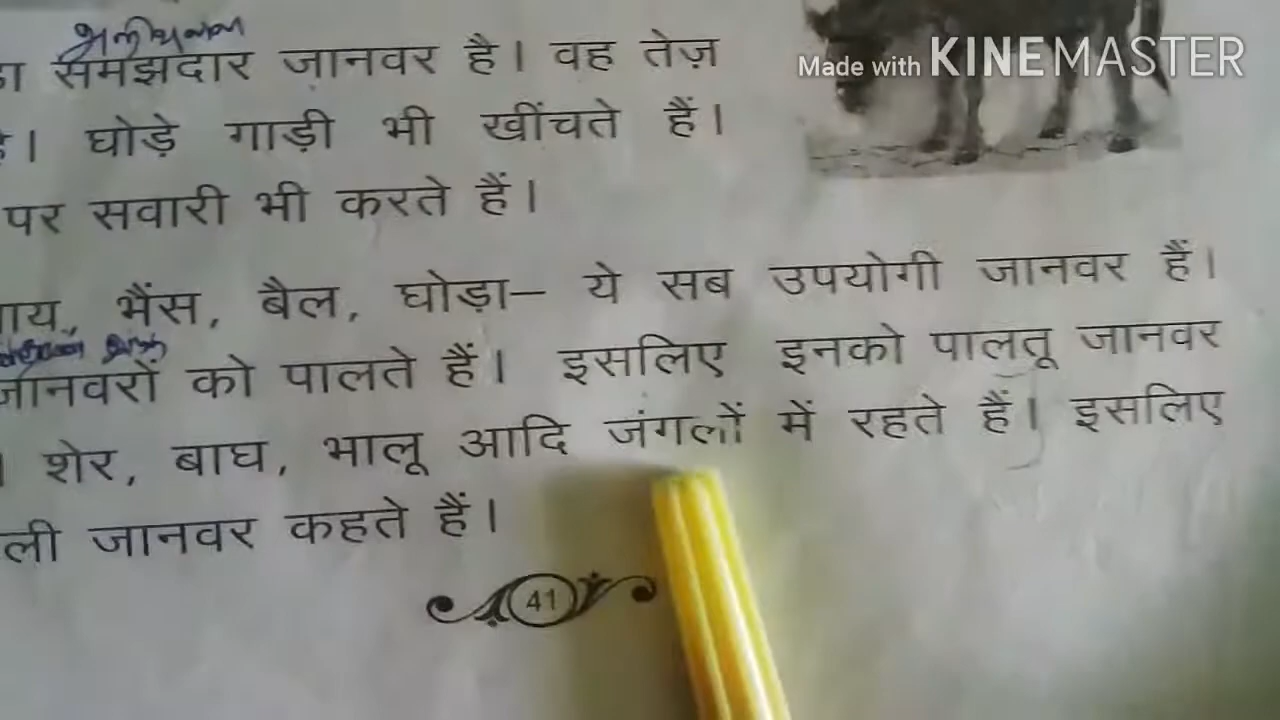 Made with KINEMASTER
समझदार जानवर है। वह तेज़
है। घोड़े गाड़ी भी खींचते हैं।
पर सवारी भी करते हैं।
गाय, भैंस, बैल, घोड़ा– ये सब उपयोगी जानवर हैं।
जानवरों को पालते हैं। इसलिए इनको पालतू जानवर
। शेर, बाघ, भालू आदि जंगलों में रहते हैं। इसलिए
ली जानवर कहते हैं।
41